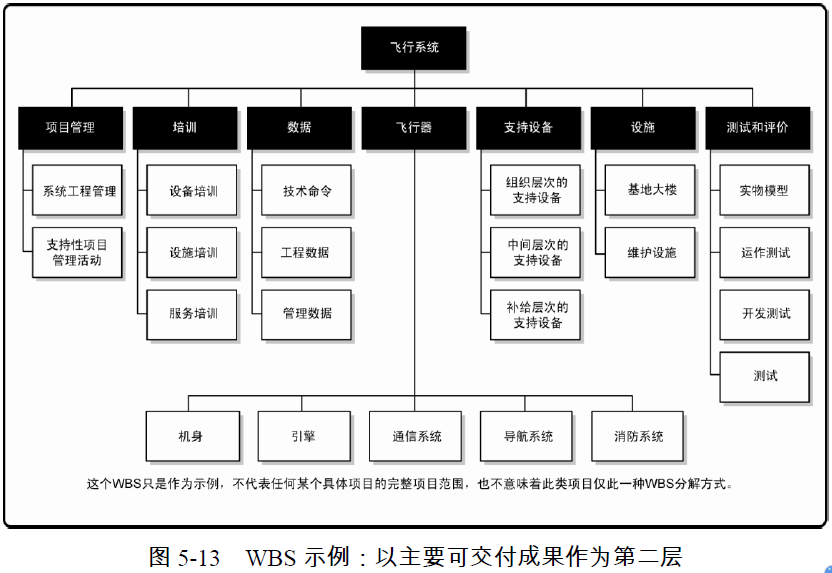 飞行系统
项目管理
培训
数据
飞行器
支持设备
设施
测试和评价
系统工程管理
设备培训
技术命令
组织层次的
支持设备
基地大楼
实物模型
支持性项目
管理活动
设施培训
工程数据
中间层次的
支持设备
维护设施
运作测试
服务培训
管理数据
补给层次的
支持设备
开发测试
测试
机身
引擎
通信系统
导航系统
消防系统
这个WBS只是作为示例，不代表任何某个具体项目的完整项目范围，也不意味着此类项目仅此一种WBS分解方式。
图 5-13 WBS 示例：以主要可交付成果作为第二层